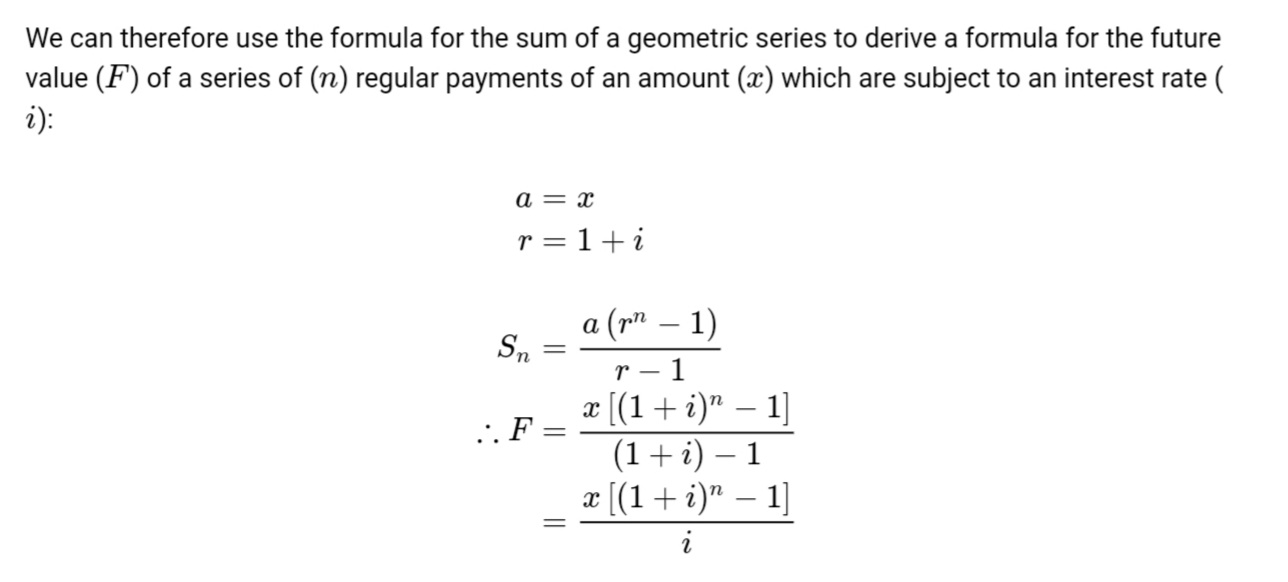 We can therefore use the formula for the sum of a geometric series to derive a formula for the future
value (F) of a series of (n) regular payments of an amount (x) which are subject to an interest rate (
i):
a = x
r = 1 + i
Sₙ = a (rⁿ − 1) / r − 1
∴ F = x [(1 + i)ⁿ − 1] / (1 + i) − 1
= x [(1 + i)ⁿ − 1] / i